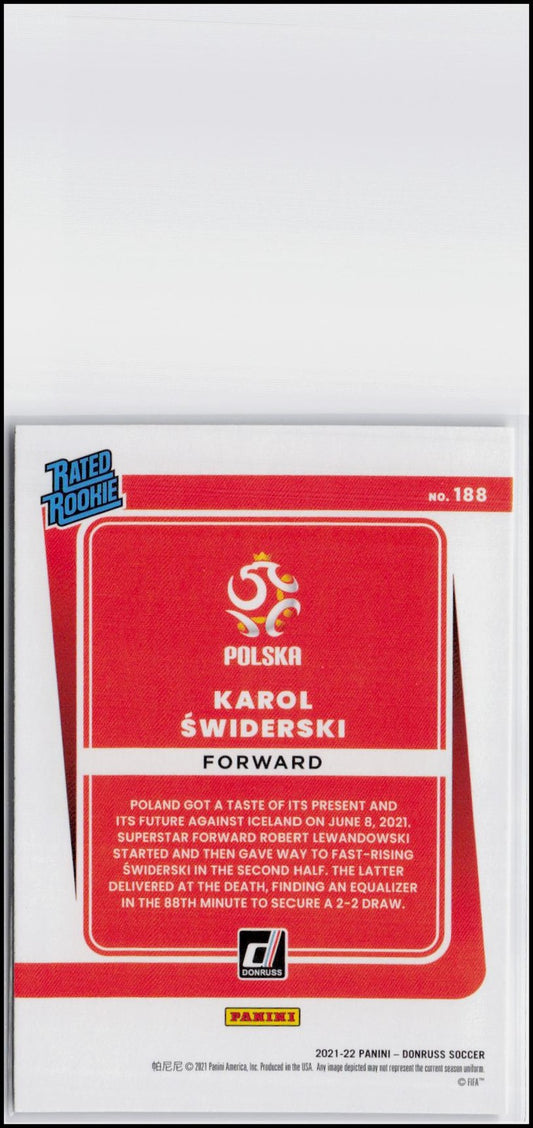 RATED
ROOKIE
NO. 188
POLSKA
KAROL
ŚWIDERSKI
FORWARD
POLAND GOT A TASTE OF ITS PRESENT AND
ITS FUTURE AGAINST ICELAND ON JUNE 8, 2021.
SUPERSTAR FORWARD ROBERT LEWANDOWSKI
STARTED AND THEN GAVE WAY TO FAST-RISING
ŚWIDERSKI IN THE SECOND HALF. THE LATTER
DELIVERED AT THE DEATH, FINDING AN EQUALIZER
IN THE 88TH MINUTE TO SECURE A 2-2 DRAW.
d
DONRUSS
PANINI
2021-22 PANINI – DONRUSS SOCCER
帕尼尼 © 2021 Panini America, Inc. Produced in the USA. Any image depicted may not represent the current season uniform.
© FIFA™